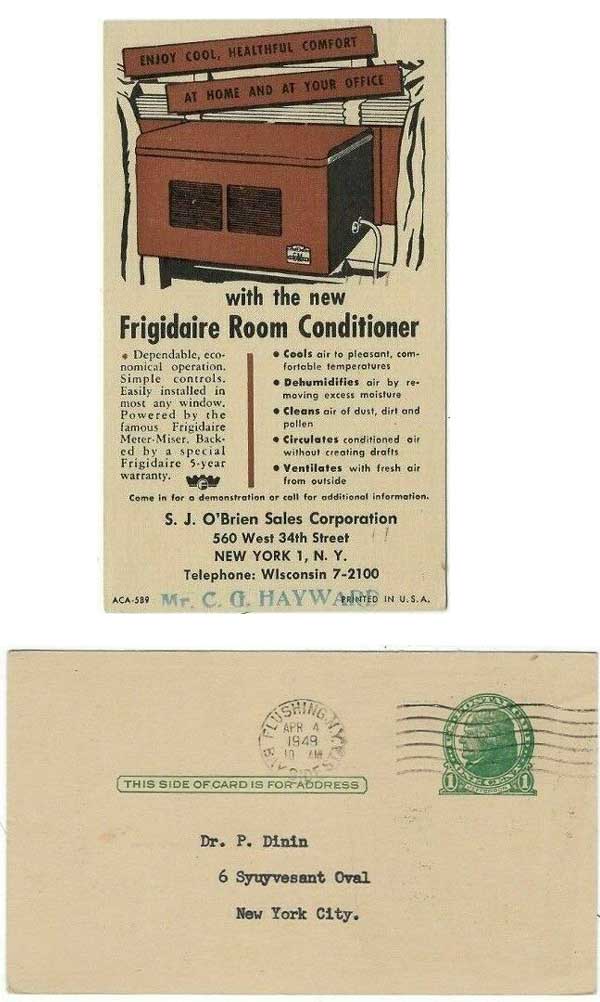 ENJOY COOL, HEALTHFUL COMFORT
AT HOME AND AT YOUR OFFICE
with the new
Frigidaire Room Conditioner
• Dependable, eco-
nomical operation.
Simple controls.
Easily installed in
most any window.
Powered by the
famous Frigidaire
Meter-Miser. Back-
ed by a special
Frigidaire 5-year
warranty.
• Cools air to pleasant, com-
fortable temperatures
• Dehumidifies air by re-
moving excess moisture
• Cleans air of dust, dirt and
pollen
• Circulates conditioned air
without creating drafts
• Ventilates with fresh air
from outside
Come in for a demonstration or call for additional information.
S. J. O'Brien Sales Corporation
560 West 34th Street
NEW YORK 1, N. Y.
Telephone: WIsconsin 7-2100
ACA-589
Mr. C. G. HAYWARD
PRINTED IN U.S.A.
FLUSHING, N.Y.
APR 4
1949
10 AM
1 1
JEFFERSON
THIS SIDE OF CARD IS FOR ADDRESS
Dr. P. Dinin
6 Syuyvesant Oval
New York City.